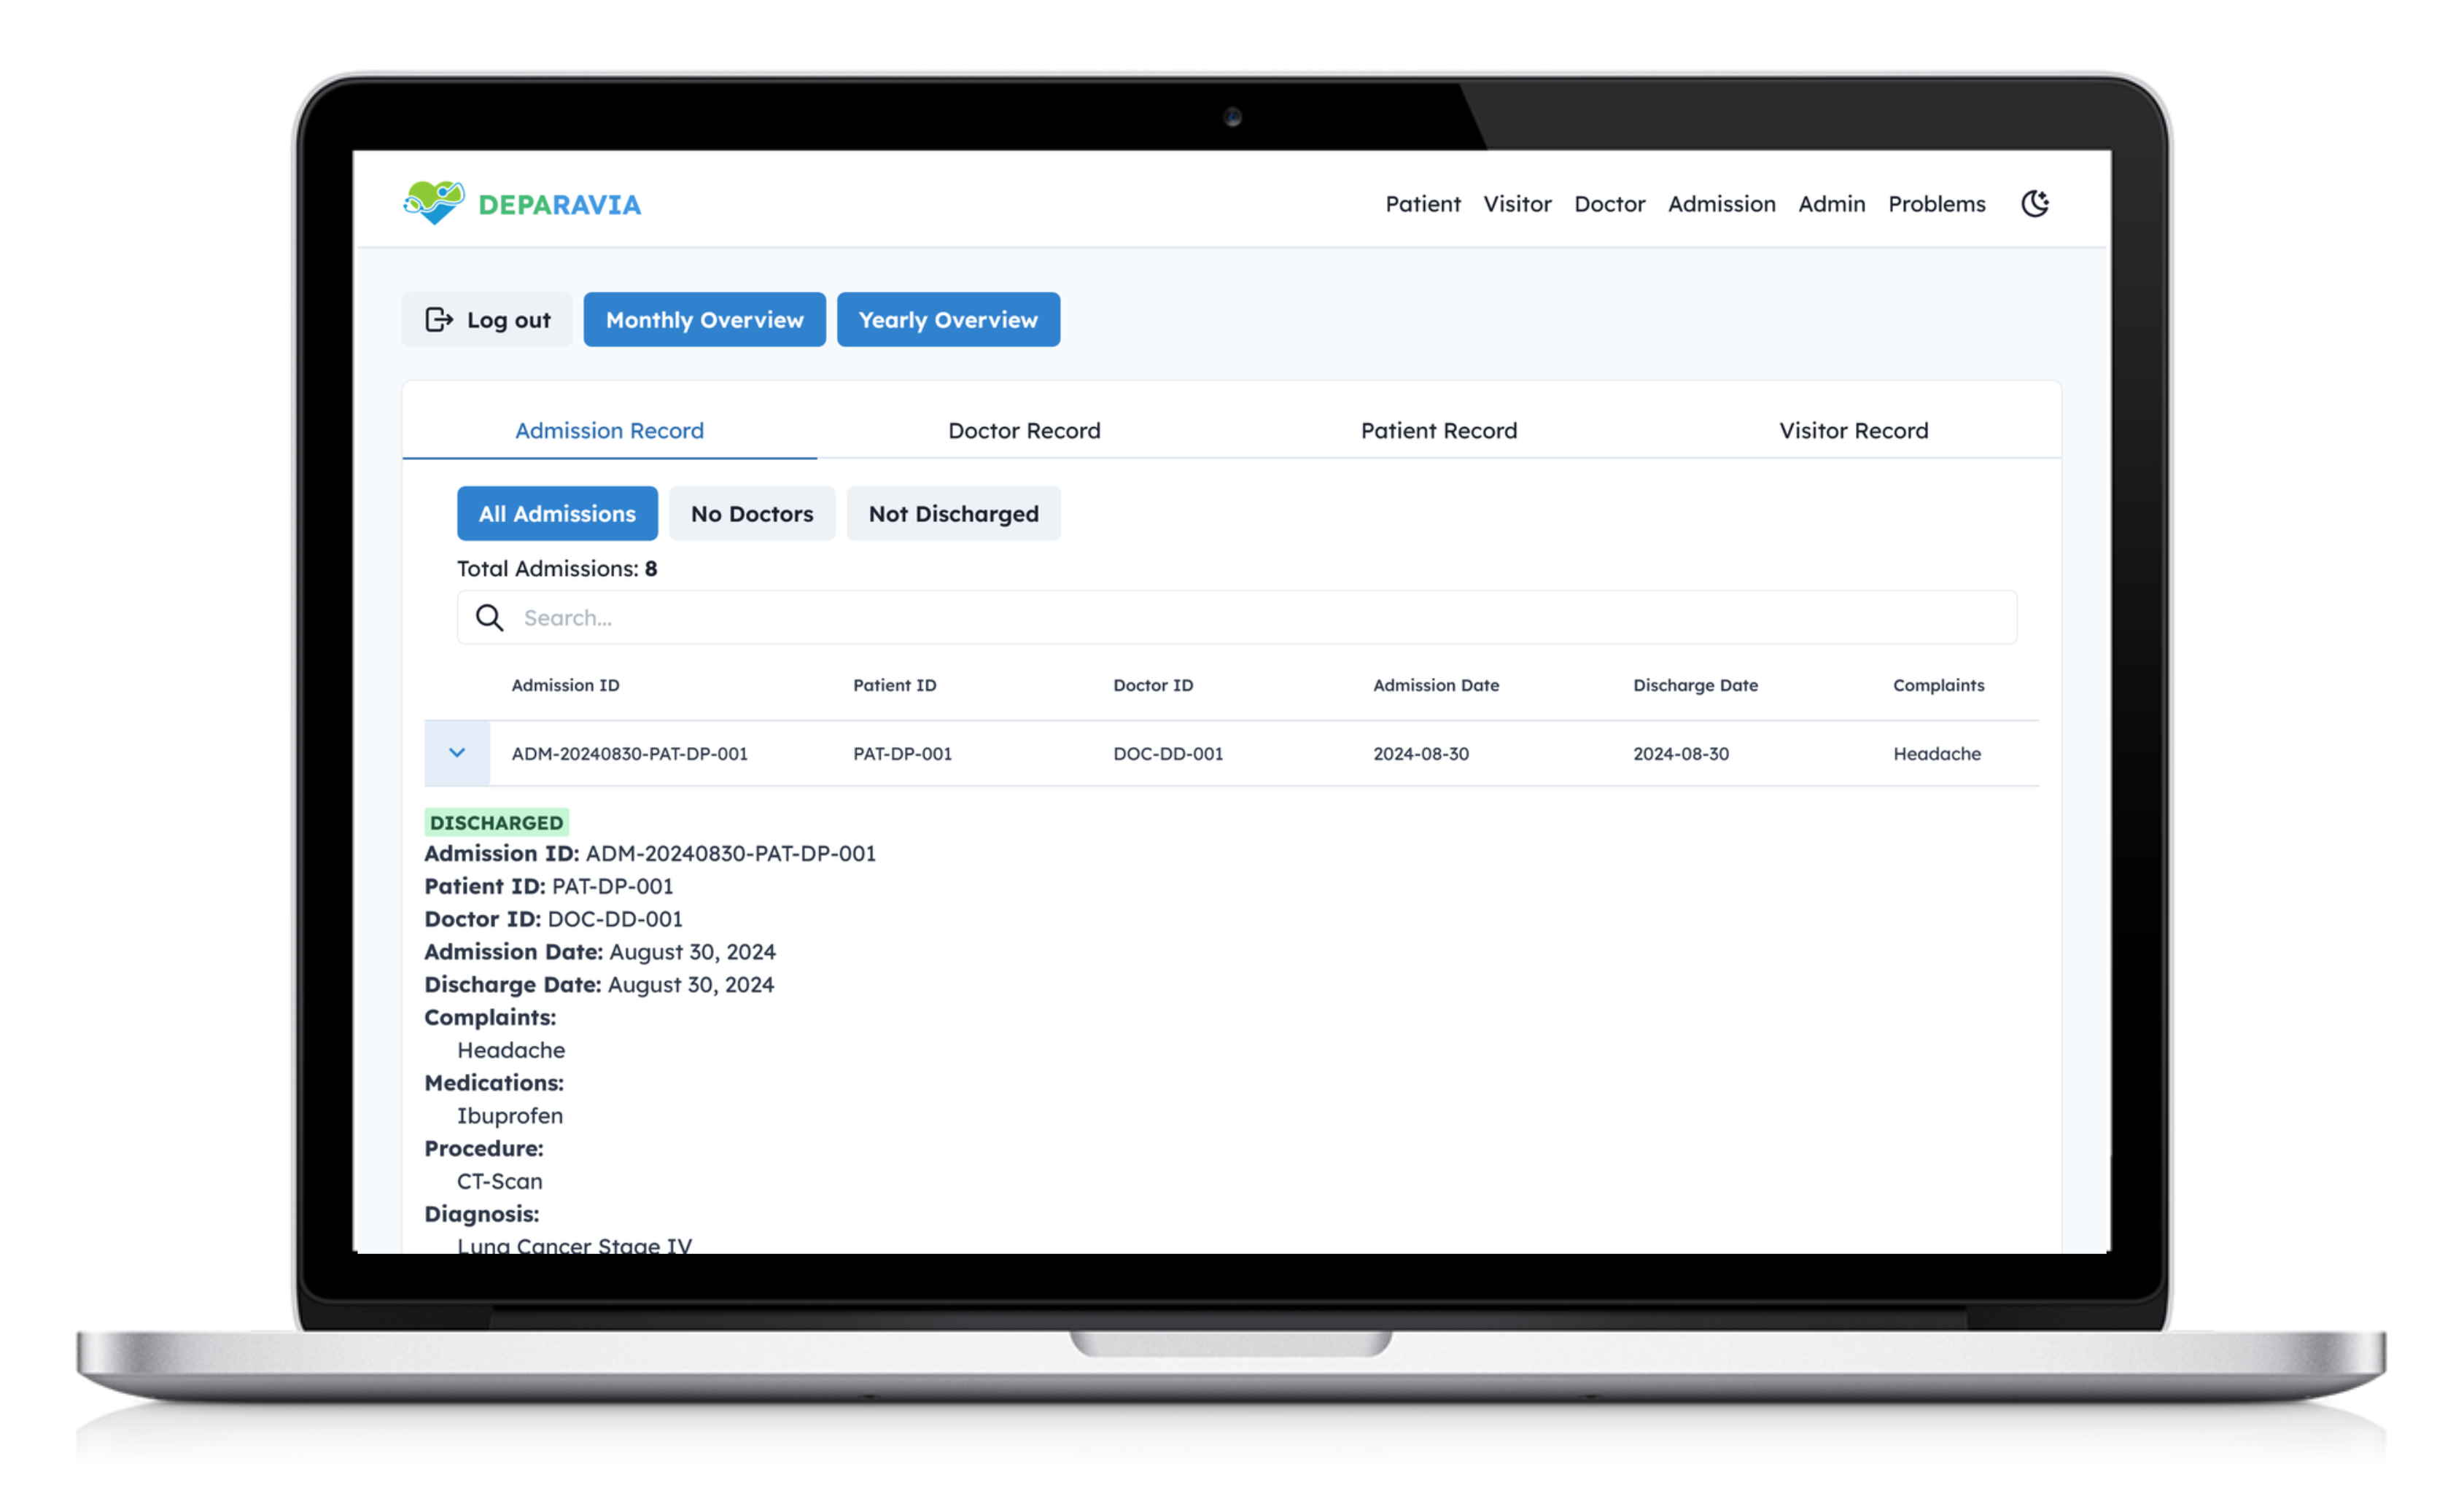 DEPARAVIA
Patient Visitor Doctor Admission Admin Problems
Log out Monthly Overview Yearly Overview
Admission Record Doctor Record Patient Record Visitor Record
All Admissions No Doctors Not Discharged
Total Admissions: 8
Search...
Admission ID Patient ID Doctor ID Admission Date Discharge Date Complaints
ADM-20240830-PAT-DP-001 PAT-DP-001 DOC-DD-001 2024-08-30 2024-08-30 Headache
DISCHARGED
Admission ID: ADM-20240830-PAT-DP-001
Patient ID: PAT-DP-001
Doctor ID: DOC-DD-001
Admission Date: August 30, 2024
Discharge Date: August 30, 2024
Complaints:
Headache
Medications:
Ibuprofen
Procedure:
CT-Scan
Diagnosis:
Lung Cancer Stage IV